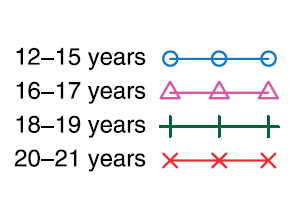 12–15 years
16–17 years
18–19 years
20–21 years